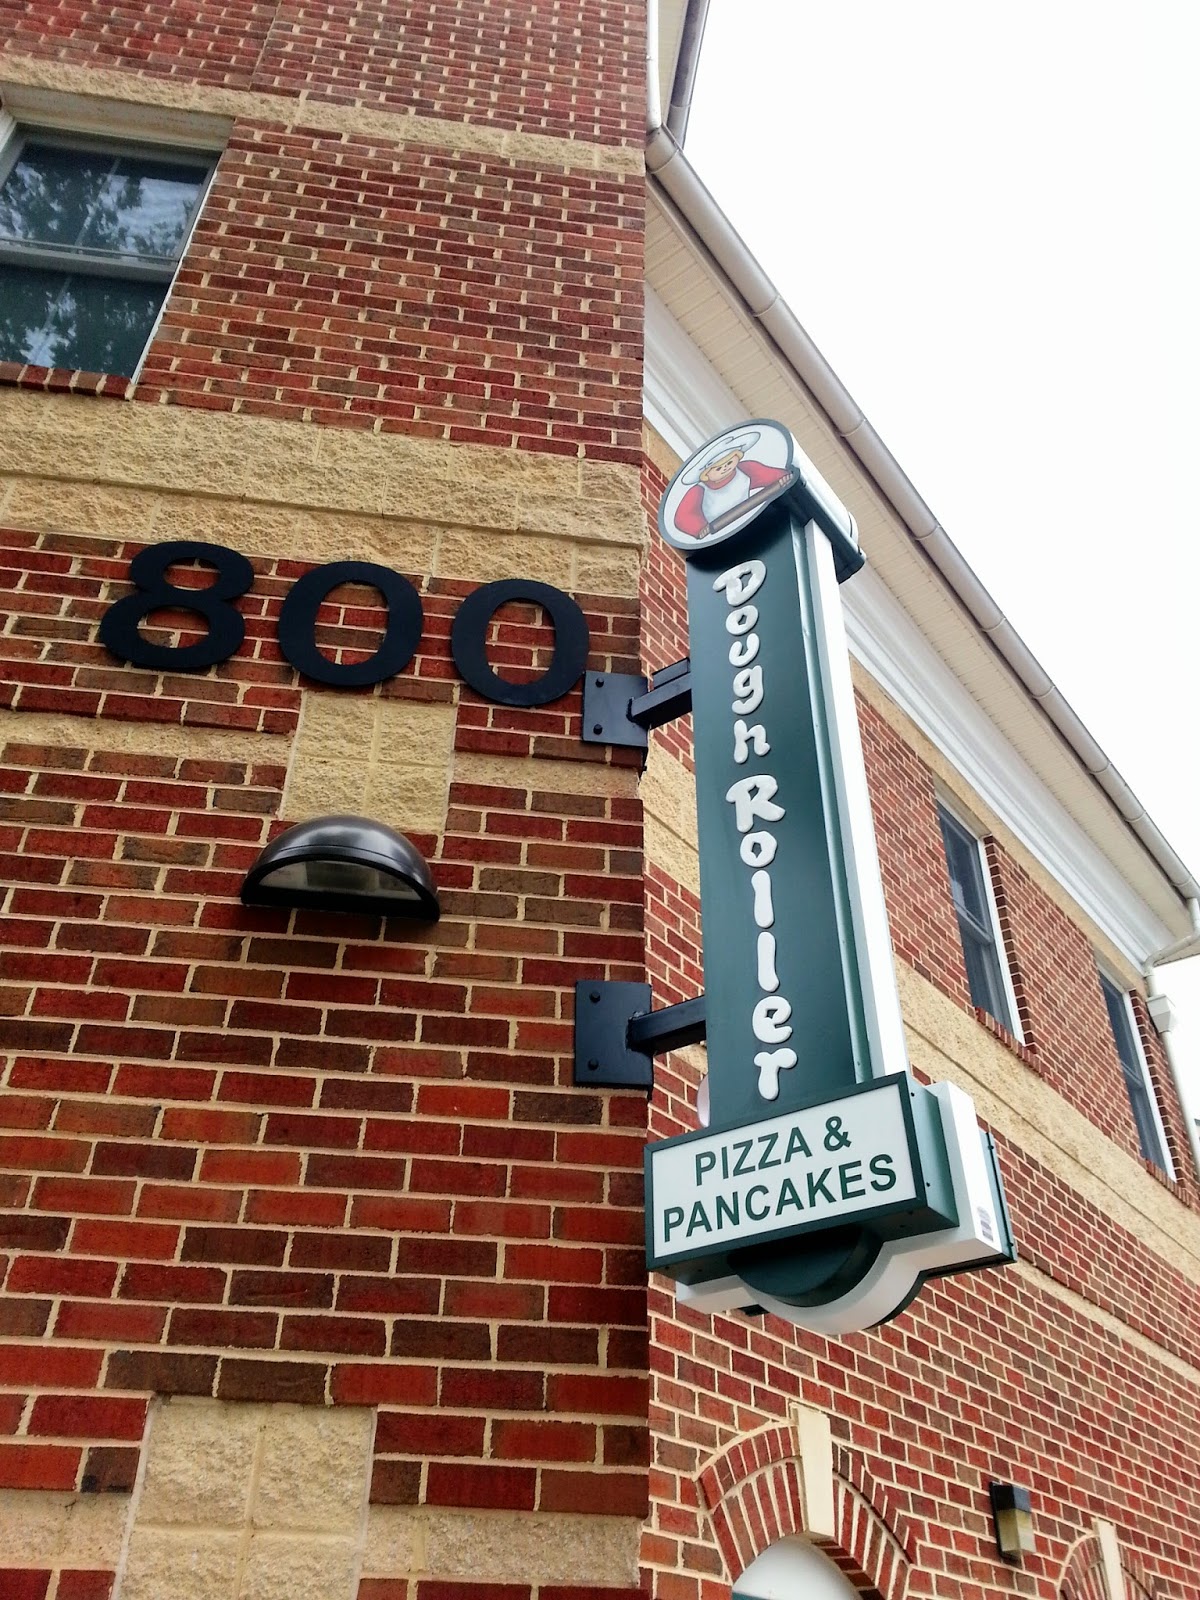 800
Dough Roller
PIZZA &
PANCAKES